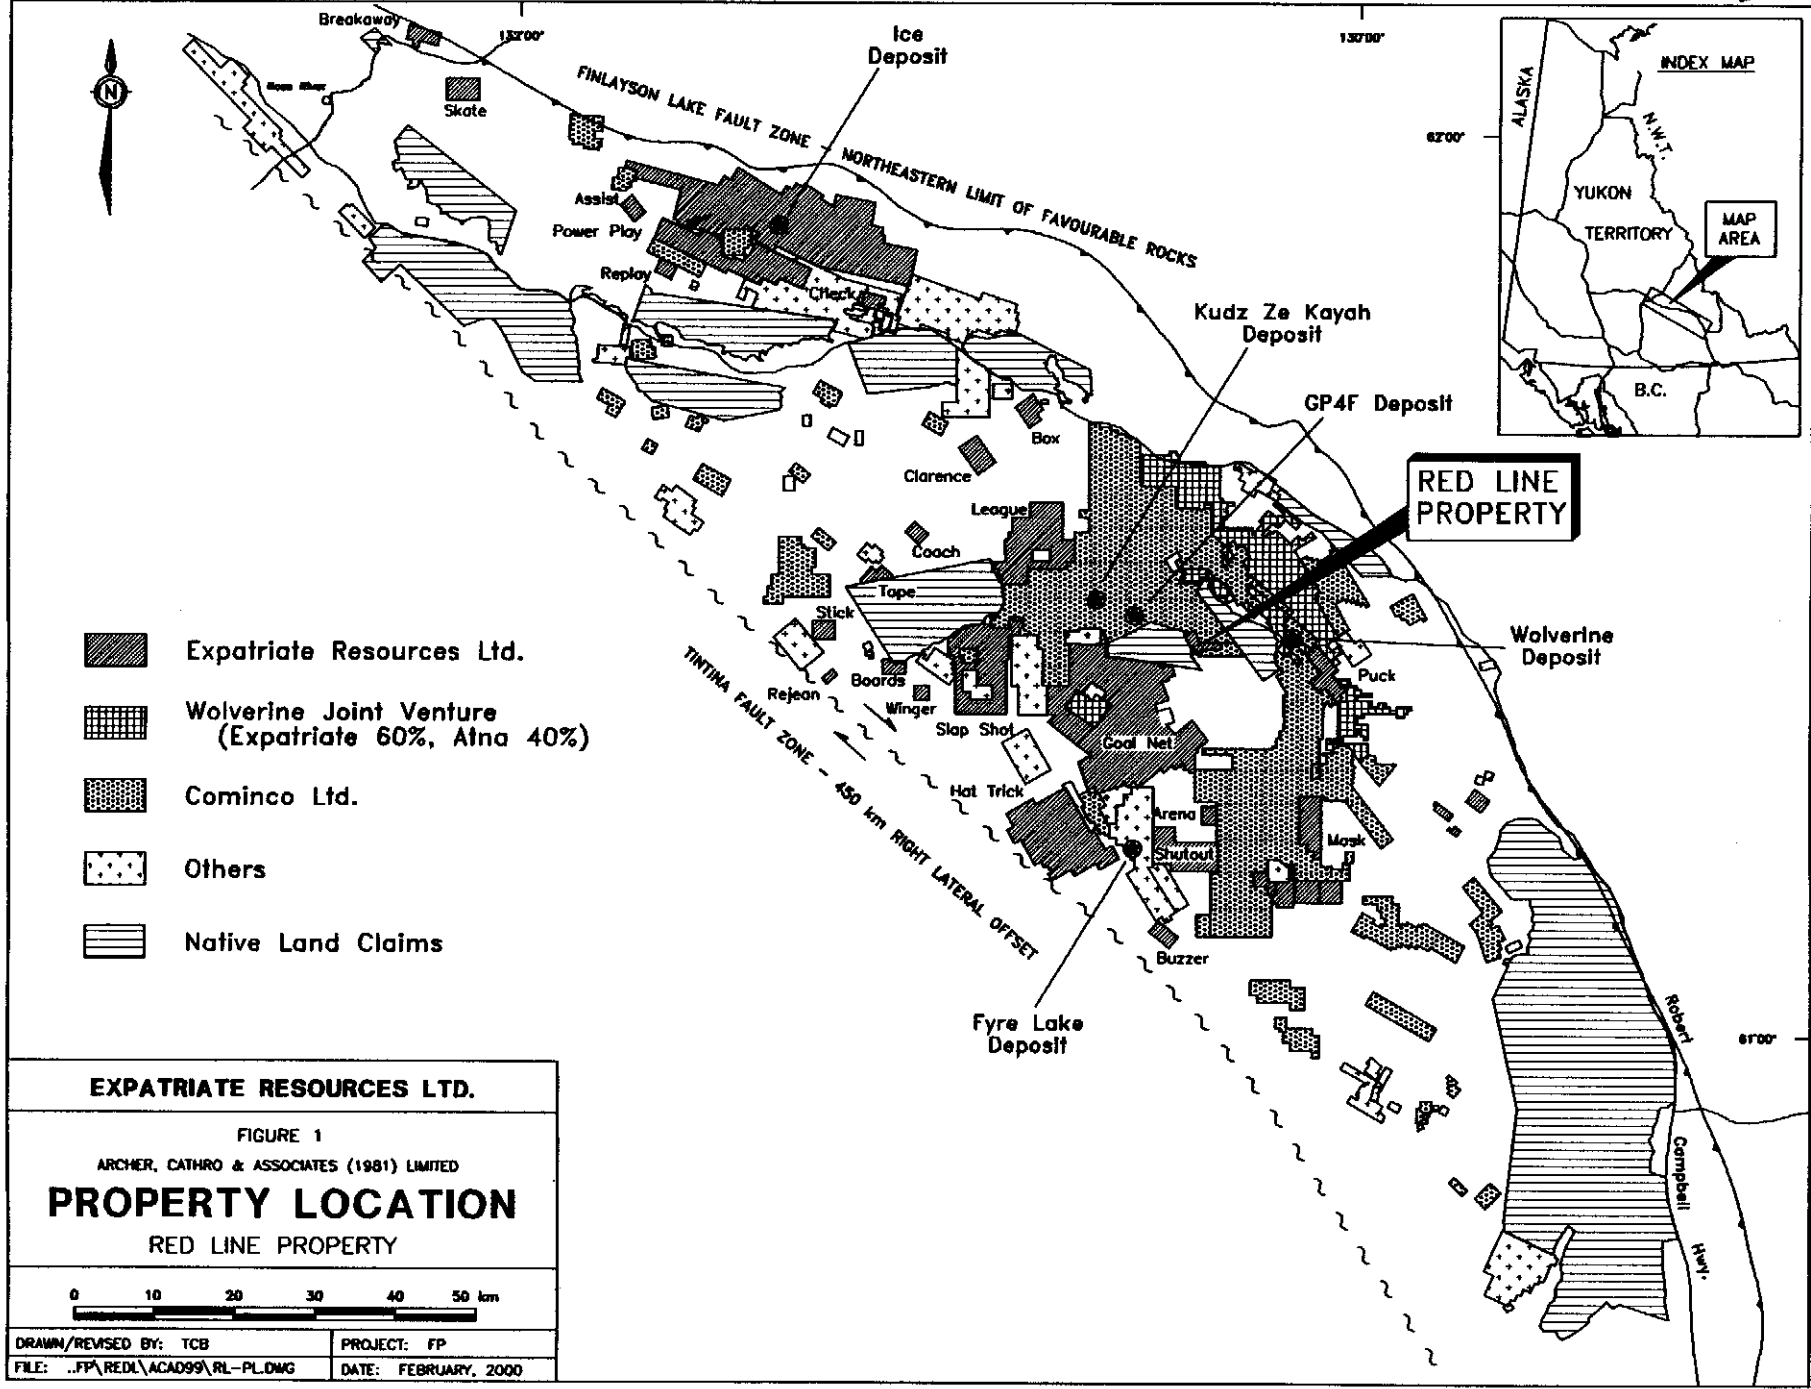 Breakaway
132°00"
Ice
Deposit
130°00"
INDEX MAP
ALASKA
N.W.T.
62°00"
YUKON
TERRITORY
MAP
AREA
B.C.
Ross River
Skate
FINLAYSON LAKE FAULT ZONE - NORTHEASTERN LIMIT OF FAVOURABLE ROCKS
N
Assist
Power Play
Replay
Check
Kudz Ze Kayah
Deposit
GP4F Deposit
Box
Clarence
RED LINE
PROPERTY
League
Coach
Tape
Stick
Wolverine
Deposit
Rejean
Boards
Winger
Puck
Slap Shot
Goal Net
Hat Trick
Arena
Mask
Shutout
Buzzer
TINTINA FAULT ZONE - 450 km RIGHT LATERAL OFFSET
Fyre Lake
Deposit
Robert
Campbell
Hwy.
61°00"
Expatriate Resources Ltd.
Wolverine Joint Venture
(Expatriate 60%, Atna 40%)
Cominco Ltd.
Others
Native Land Claims
EXPATRIATE RESOURCES LTD.
FIGURE 1
ARCHER, CATHRO & ASSOCIATES (1981) LIMITED
PROPERTY LOCATION
RED LINE PROPERTY
0 10 20 30 40 50 km
DRAWN/REVISED BY: TCB
PROJECT: FP
FILE: ..FP\REDL\ACAD99\RL-PL.DWG
DATE: FEBRUARY, 2000